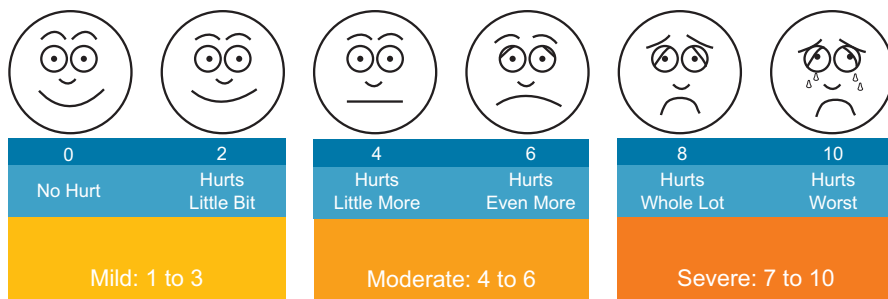 0
No Hurt
2
Hurts
Little Bit
Mild: 1 to 3
4
Hurts
Little More
6
Hurts
Even More
Moderate: 4 to 6
8
Hurts
Whole Lot
10
Hurts
Worst
Severe: 7 to 10